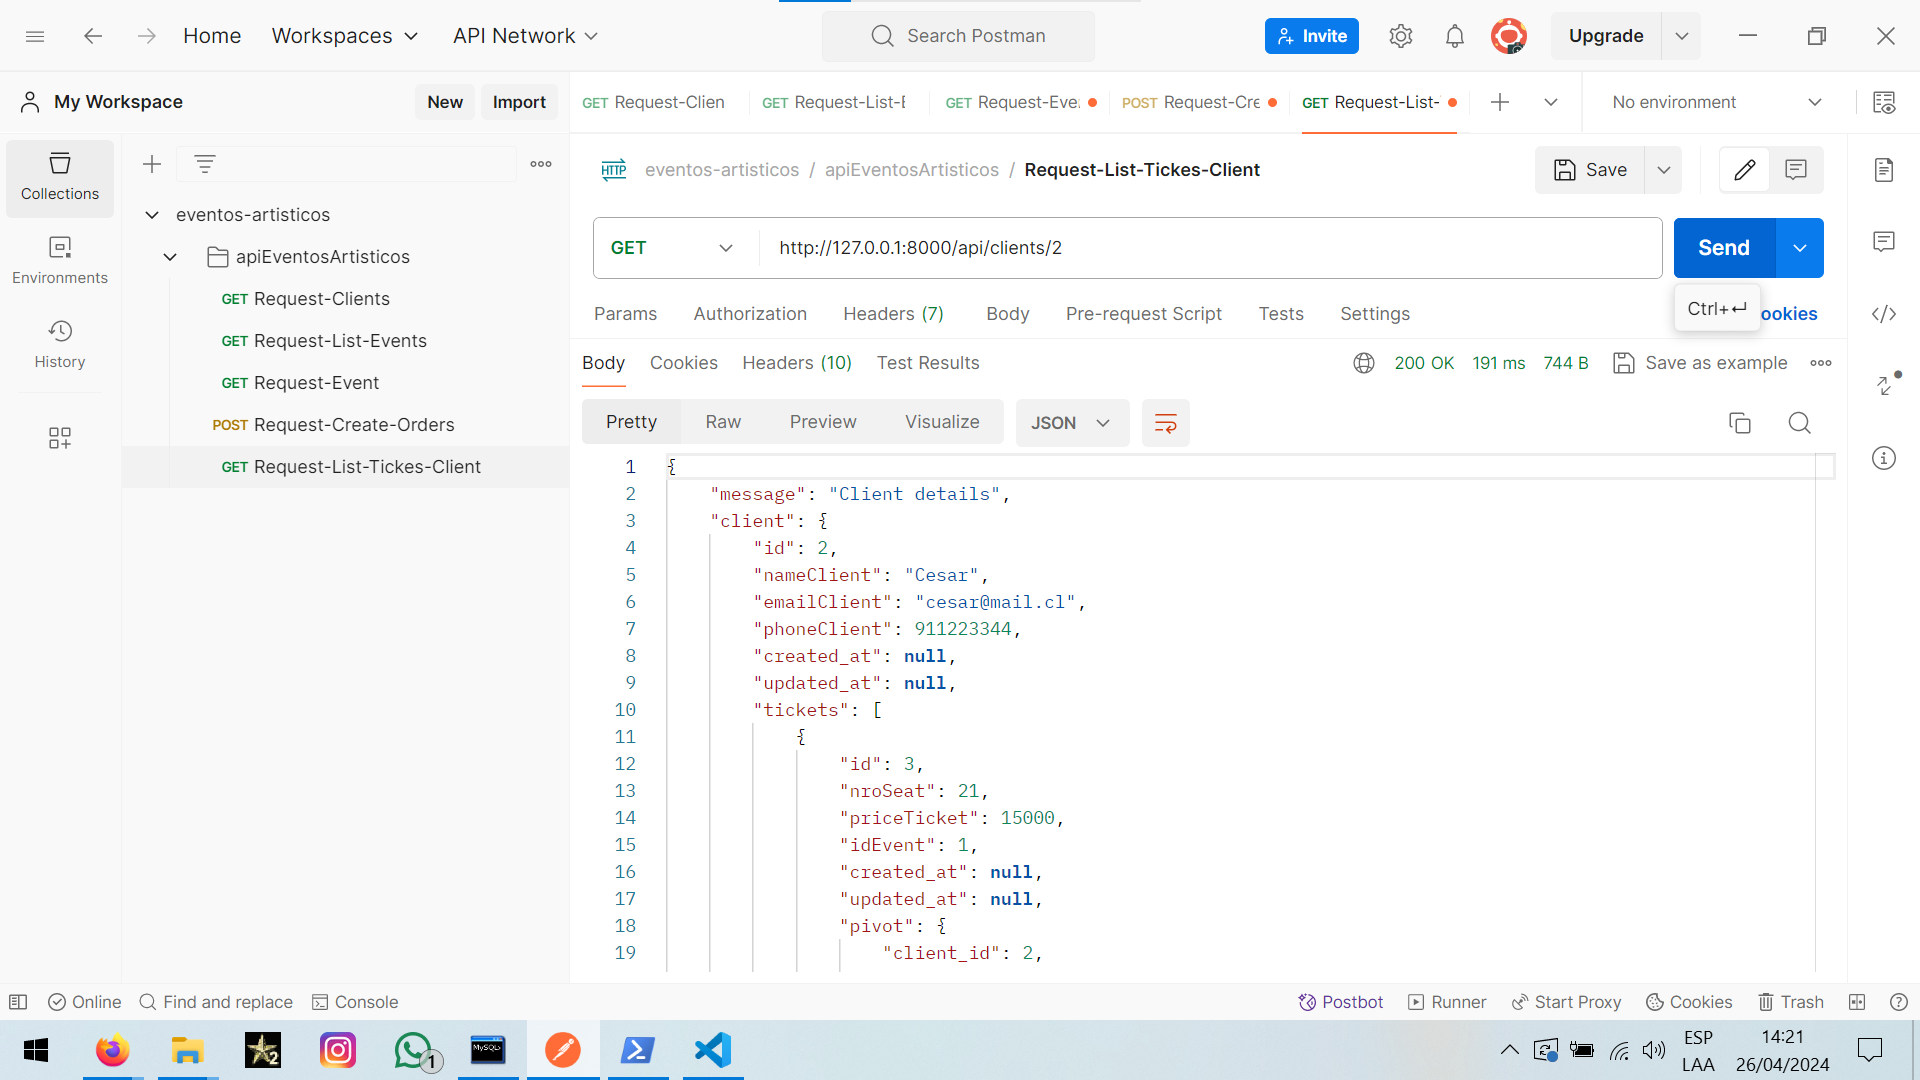 Home Workspaces API Network Search Postman Invite Upgrade
My Workspace New Import
GET Request-Clien GET Request-List-E GET Request-Eve POST Request-Cre GET Request-List- No environment
Collections
Environments
History
eventos-artisticos
apiEventosArtisticos
GET Request-Clients
GET Request-List-Events
GET Request-Event
POST Request-Create-Orders
GET Request-List-Tickes-Client
HTTP eventos-artisticos / apiEventosArtisticos / Request-List-Tickes-Client Save
GET http://127.0.0.1:8000/api/clients/2 Send
Params Authorization Headers (7) Body Pre-request Script Tests Settings ookies
Ctrl+↵
Body Cookies Headers (10) Test Results 200 OK 191 ms 744 B Save as example
Pretty Raw Preview Visualize JSON
1 {
2 "message": "Client details",
3 "client": {
4 "id": 2,
5 "nameClient": "Cesar",
6 "emailClient": "cesar@mail.cl",
7 "phoneClient": 911223344,
8 "created_at": null,
9 "updated_at": null,
10 "tickets": [
11 {
12 "id": 3,
13 "nroSeat": 21,
14 "priceTicket": 15000,
15 "idEvent": 1,
16 "created_at": null,
17 "updated_at": null,
18 "pivot": {
19 "client_id": 2,
Online Find and replace Console Postbot Runner Start Proxy Cookies Trash
2 1 MySQL ESP 14:21
LAA 26/04/2024